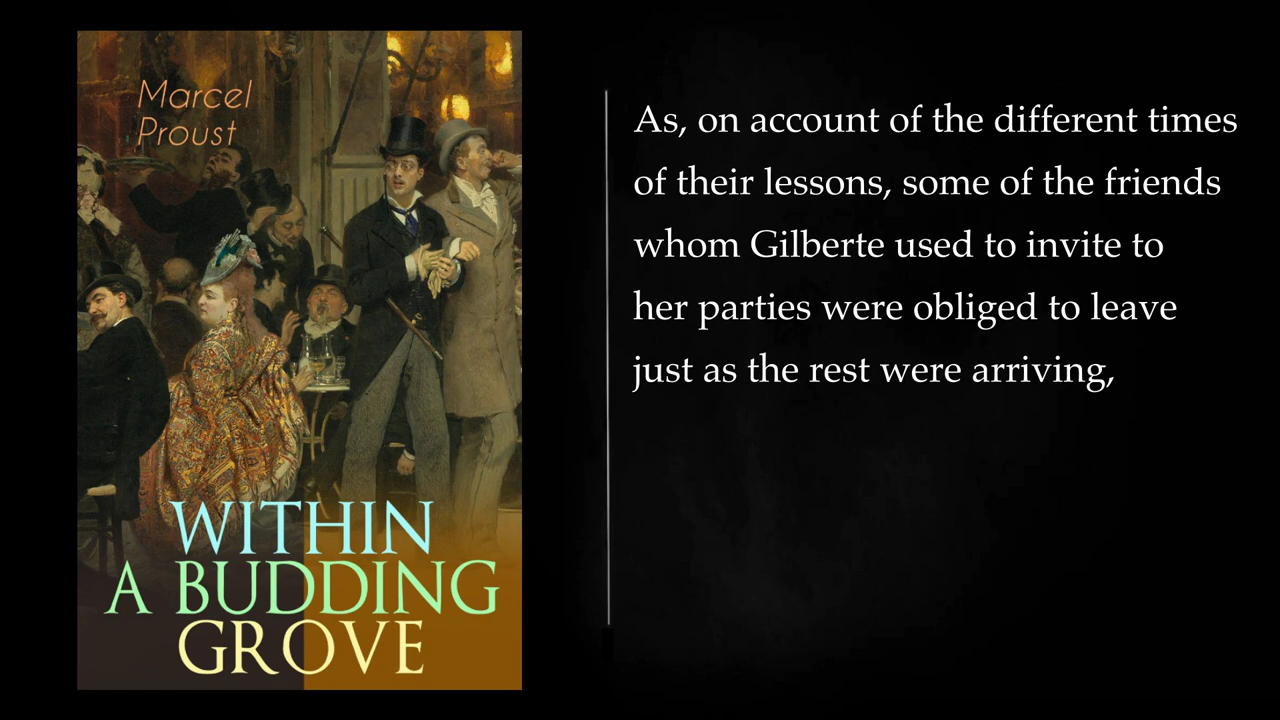 Marcel
Proust
WITHIN
A BUDDING
GROVE
As, on account of the different times
of their lessons, some of the friends
whom Gilberte used to invite to
her parties were obliged to leave
just as the rest were arriving,